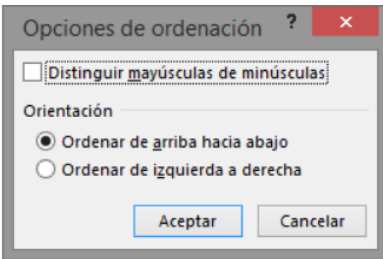 Opciones de ordenación ? ×
Distinguir mayúsculas de minúsculas
Orientación
Ordenar de arriba hacia abajo
Ordenar de izquierda a derecha
Aceptar Cancelar